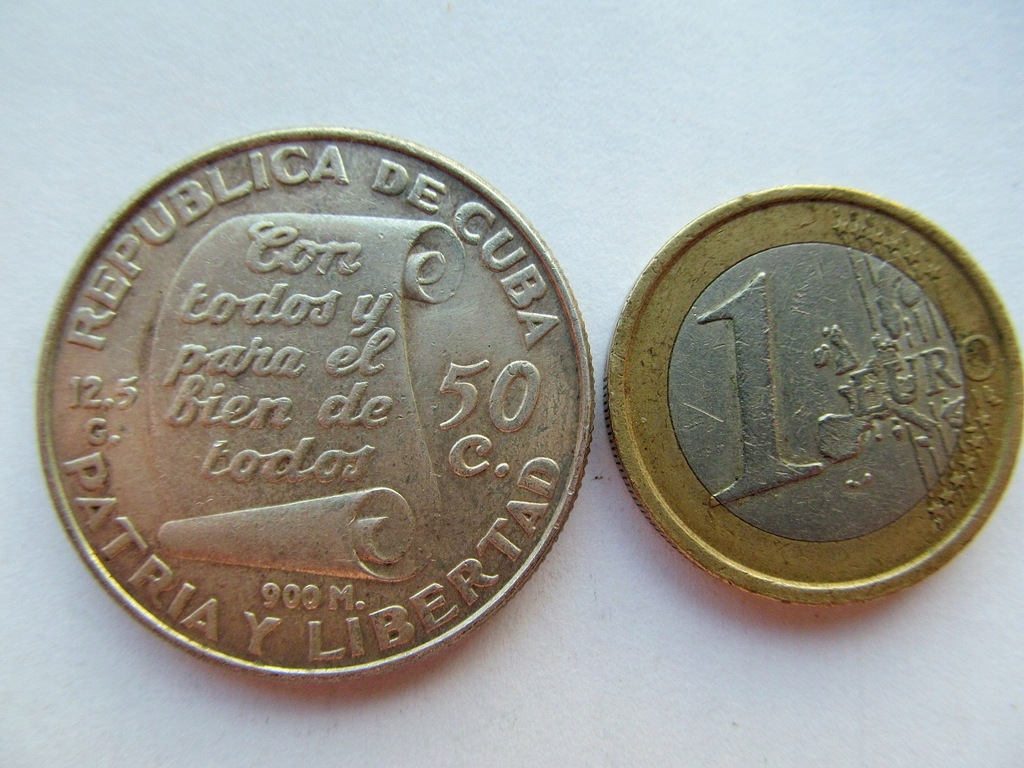 REPUBLICA DE CUBA
Con
todos y
para el
bien de
todos
12.5
G.
50
C.
900 M.
PATRIA Y LIBERTAD
1
EURO